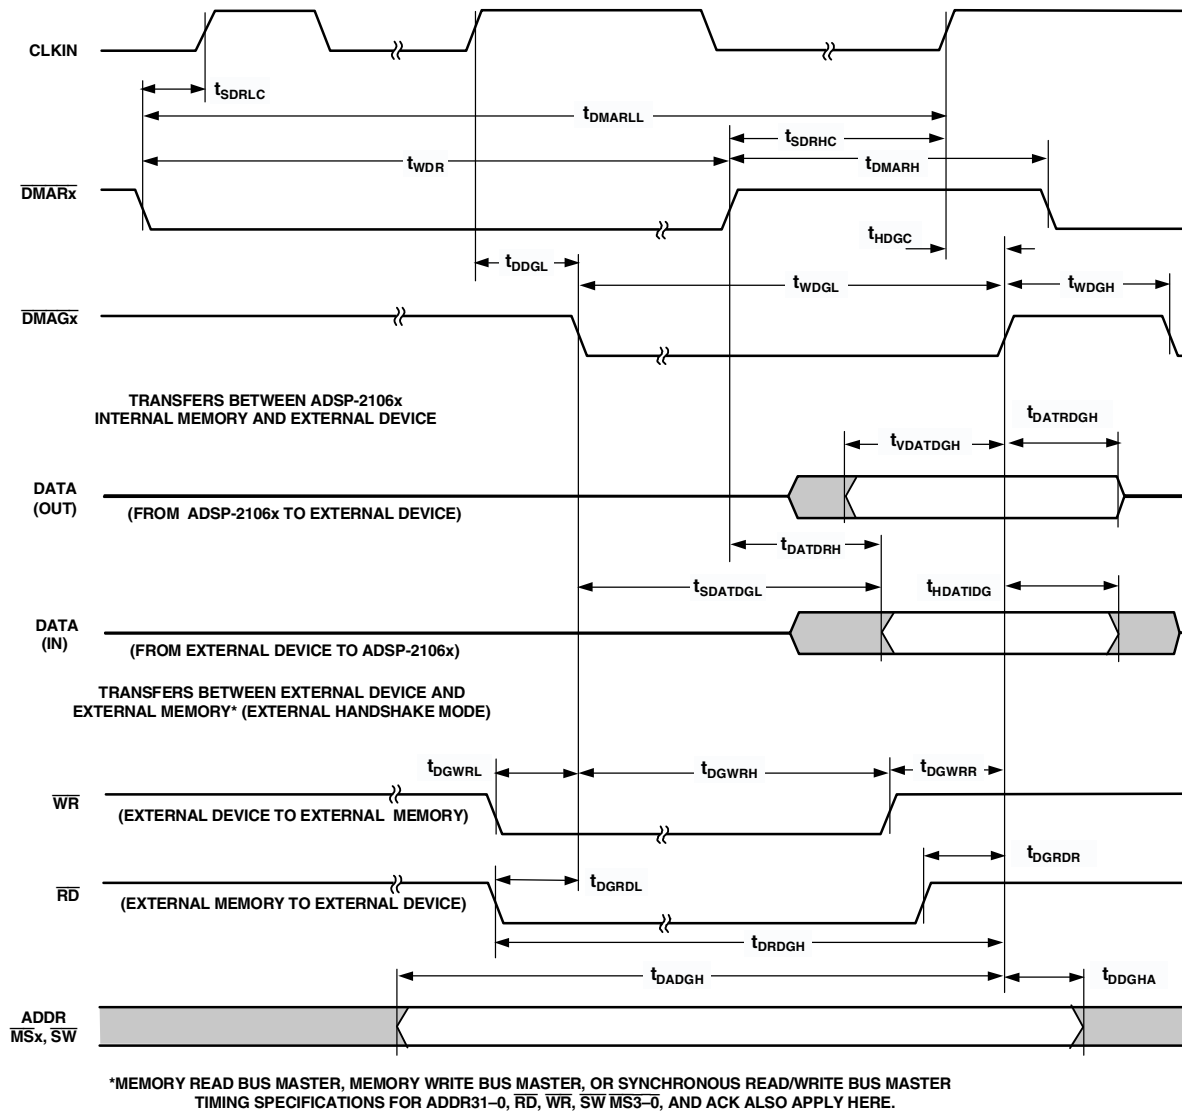 CLKIN
tSDRLC
tDMARLL
tSDRHC
tWDR
tDMARH
DMARx
tHDGC
tDDGL
tWDGL
tWDGH
DMAGx
TRANSFERS BETWEEN ADSP-2106x
INTERNAL MEMORY AND EXTERNAL DEVICE
tDATRDGH
tVDATDGH
DATA
(OUT)
(FROM ADSP-2106x TO EXTERNAL DEVICE)
tDATDRH
tSDATDGL
tHDATIDG
DATA
(IN)
(FROM EXTERNAL DEVICE TO ADSP-2106x)
TRANSFERS BETWEEN EXTERNAL DEVICE AND
EXTERNAL MEMORY* (EXTERNAL HANDSHAKE MODE)
tDGWRL
tDGWRH
tDGWRR
WR
(EXTERNAL DEVICE TO EXTERNAL MEMORY)
tDGRDR
tDGRDL
RD
(EXTERNAL MEMORY TO EXTERNAL DEVICE)
tDRDGH
tDADGH
tDDGHA
ADDR
MSx, SW
*MEMORY READ BUS MASTER, MEMORY WRITE BUS MASTER, OR SYNCHRONOUS READ/WRITE BUS MASTER
TIMING SPECIFICATIONS FOR ADDR31–0, RD, WR, SW MS3–0, AND ACK ALSO APPLY HERE.